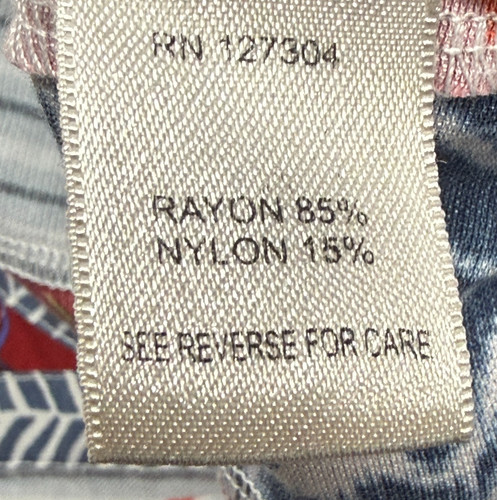 RN 127304
RAYON 85%
NYLON 15%
SEE REVERSE FOR CARE